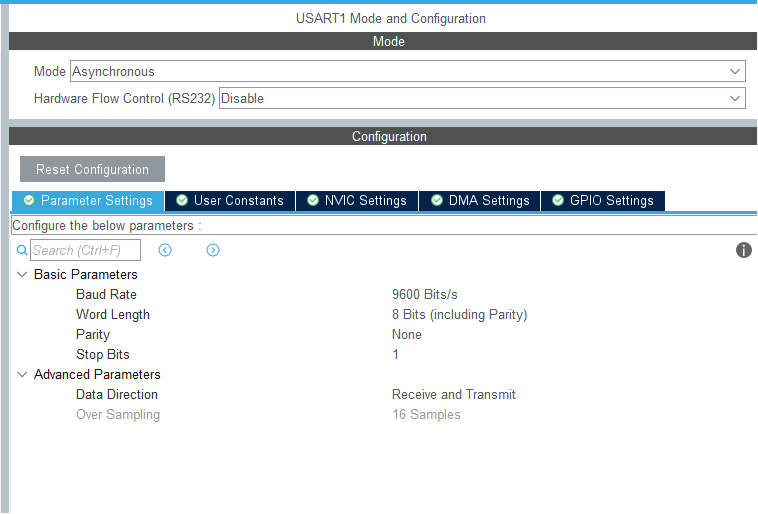 USART1 Mode and Configuration
Mode
Mode Asynchronous
Hardware Flow Control (RS232) Disable
Configuration
Reset Configuration
Parameter Settings User Constants NVIC Settings DMA Settings GPIO Settings
Configure the below parameters :
Search (Ctrl+F)
Basic Parameters
Baud Rate 9600 Bits/s
Word Length 8 Bits (including Parity)
Parity None
Stop Bits 1
Advanced Parameters
Data Direction Receive and Transmit
Over Sampling 16 Samples